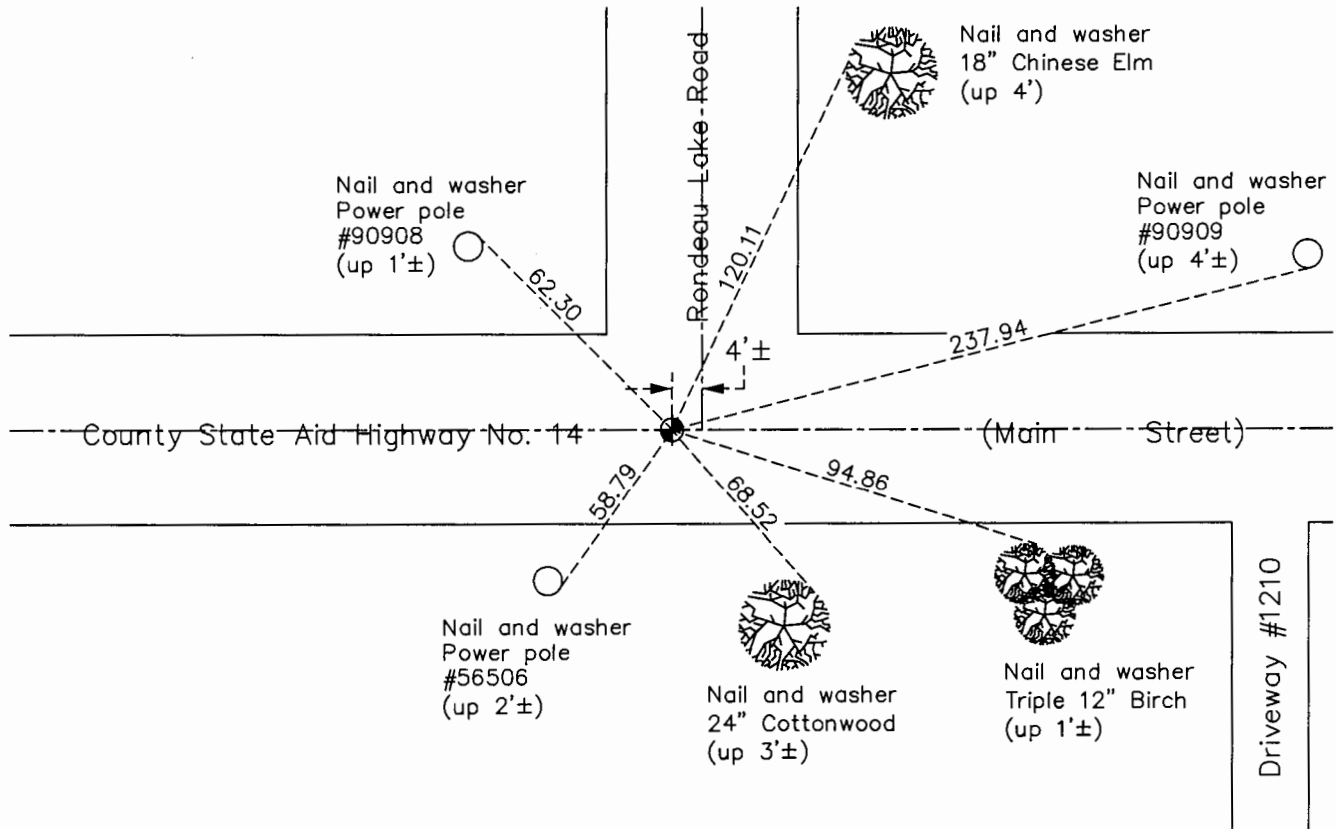 Nail and washer
18" Chinese Elm
(up 4')
Rondeau Lake Road
Nail and washer
Power pole
#90908
(up 1'±)
Nail and washer
Power pole
#90909
(up 4'±)
62.30
120.11
237.94
4'±
County State Aid Highway No. 14
(Main Street)
58.79
68.52
94.86
Driveway #1210
Nail and washer
Power pole
#56506
(up 2'±)
Nail and washer
24" Cottonwood
(up 3'±)
Nail and washer
Triple 12" Birch
(up 1'±)